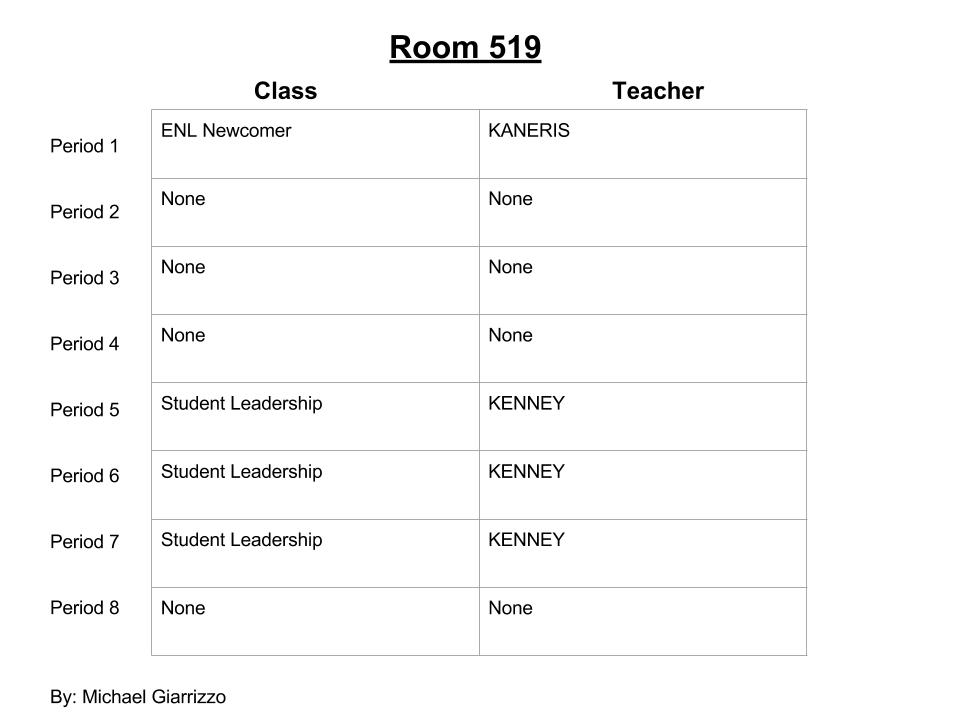 Room 519
Class Teacher
Period 1 ENL Newcomer KANERIS
Period 2 None None
Period 3 None None
Period 4 None None
Period 5 Student Leadership KENNEY
Period 6 Student Leadership KENNEY
Period 7 Student Leadership KENNEY
Period 8 None None
By: Michael Giarrizzo